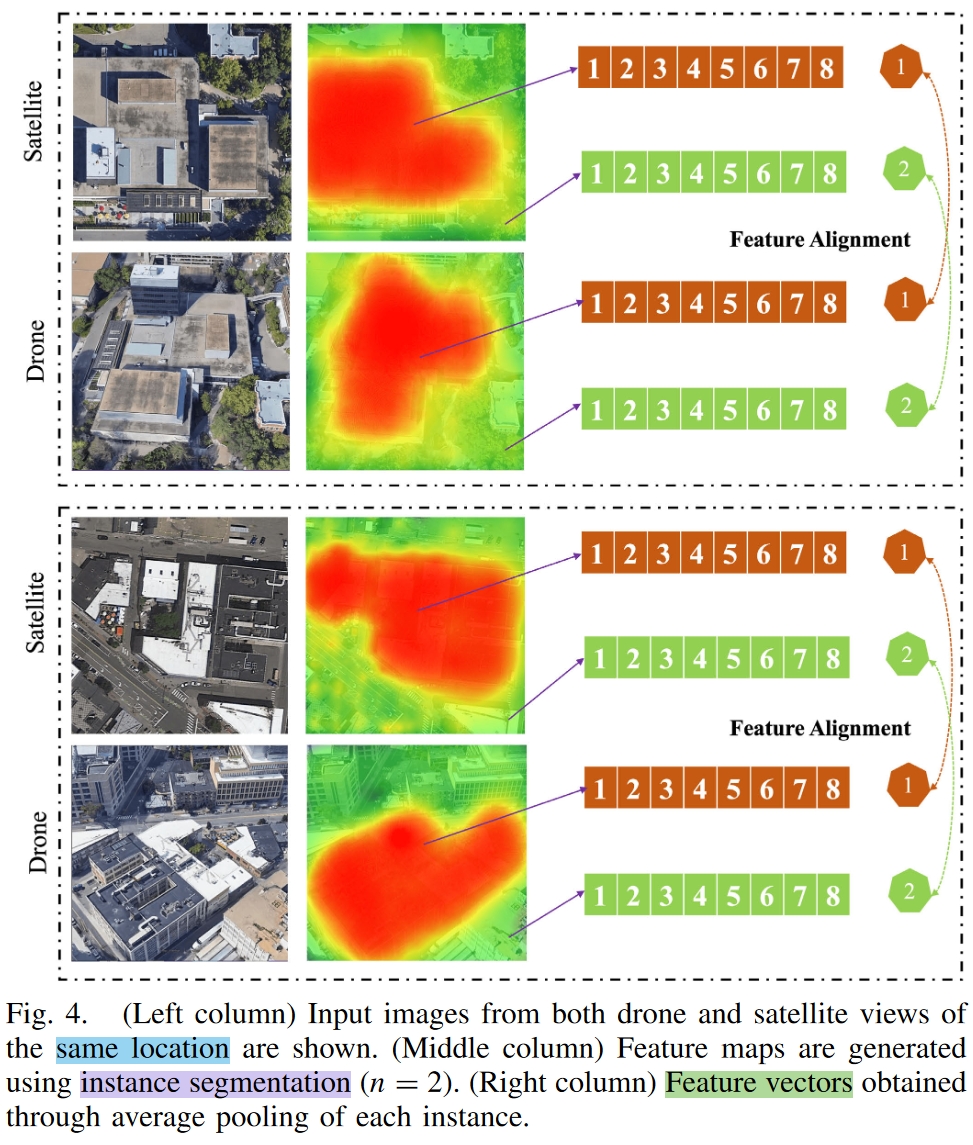 Satellite
1 2 3 4 5 6 7 8 1
1 2 3 4 5 6 7 8 2
Feature Alignment
Drone
1 2 3 4 5 6 7 8 1
1 2 3 4 5 6 7 8 2
Satellite
1 2 3 4 5 6 7 8 1
1 2 3 4 5 6 7 8 2
Feature Alignment
Drone
1 2 3 4 5 6 7 8 1
1 2 3 4 5 6 7 8 2
Fig. 4. (Left column) Input images from both drone and satellite views of
the same location are shown. (Middle column) Feature maps are generated
using instance segmentation (n = 2). (Right column) Feature vectors obtained
through average pooling of each instance.